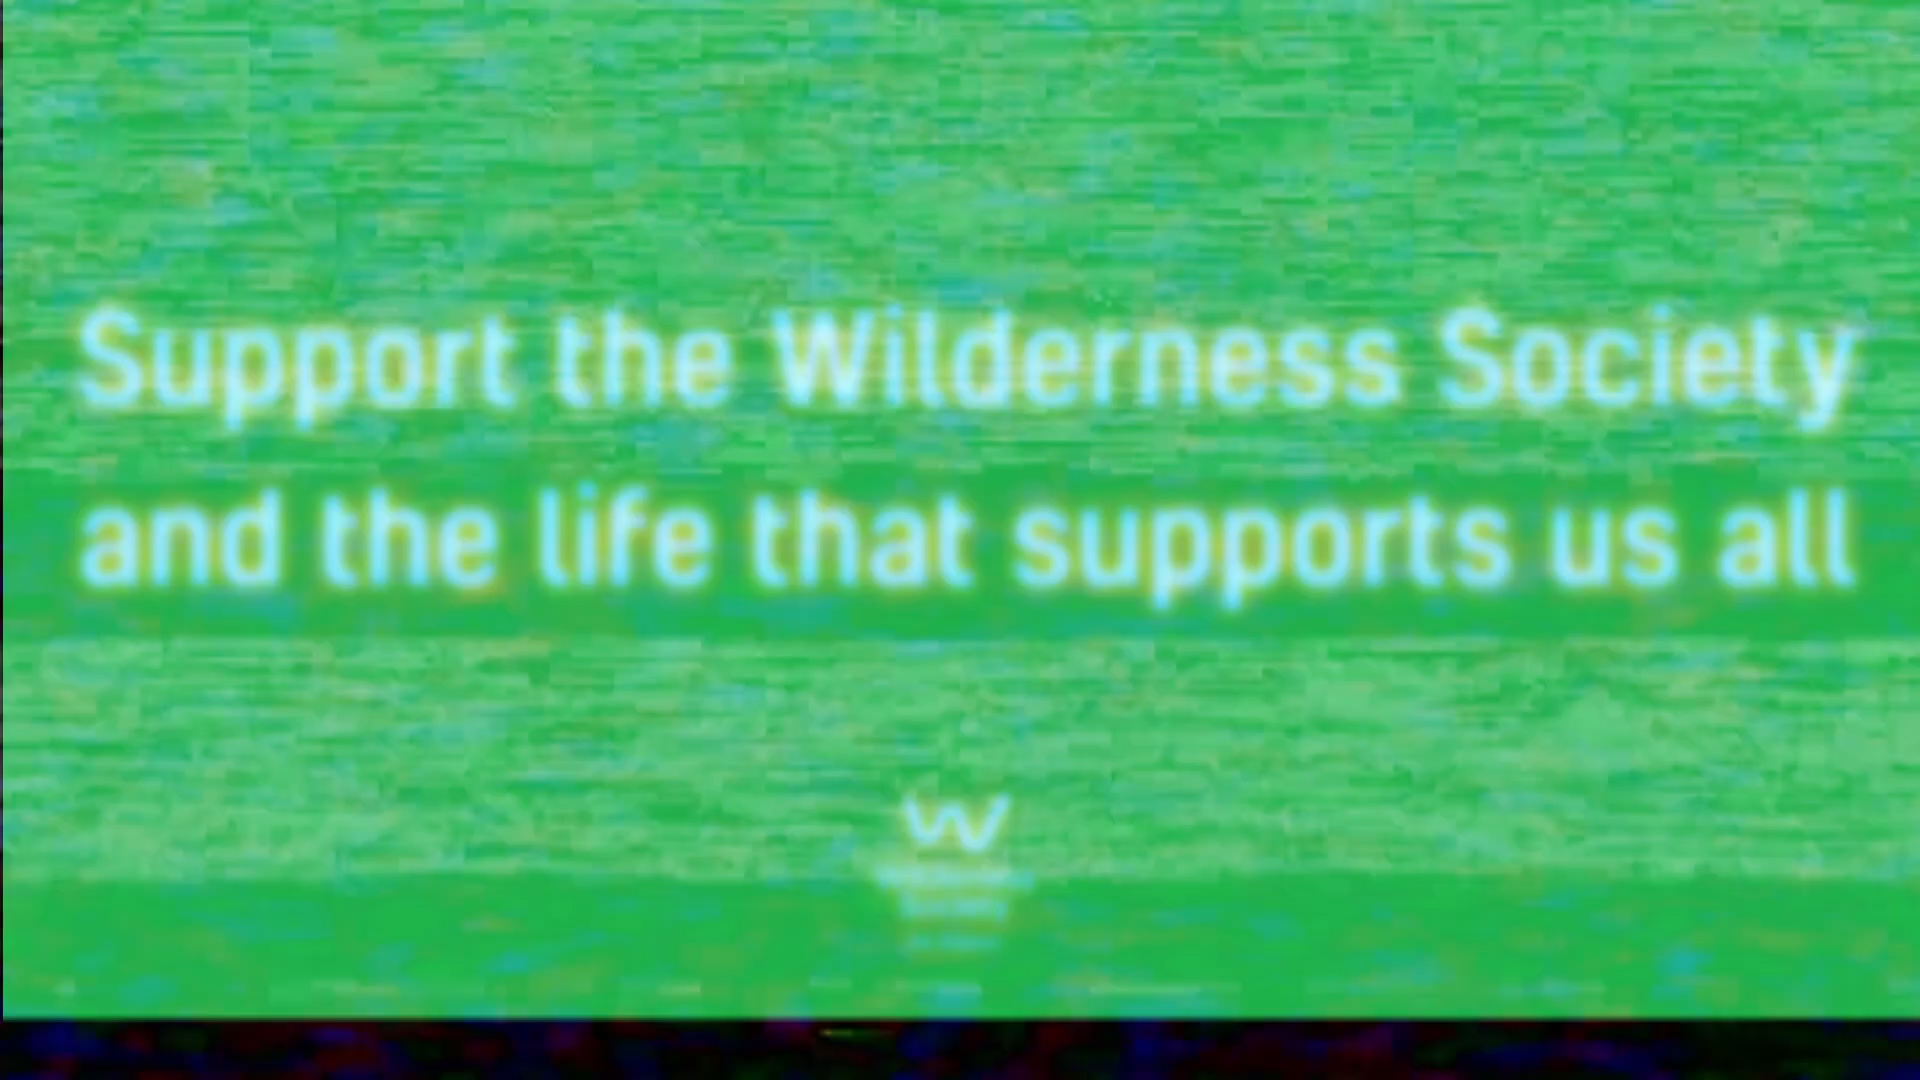 Support the Wilderness Society
and the life that supports us all
W